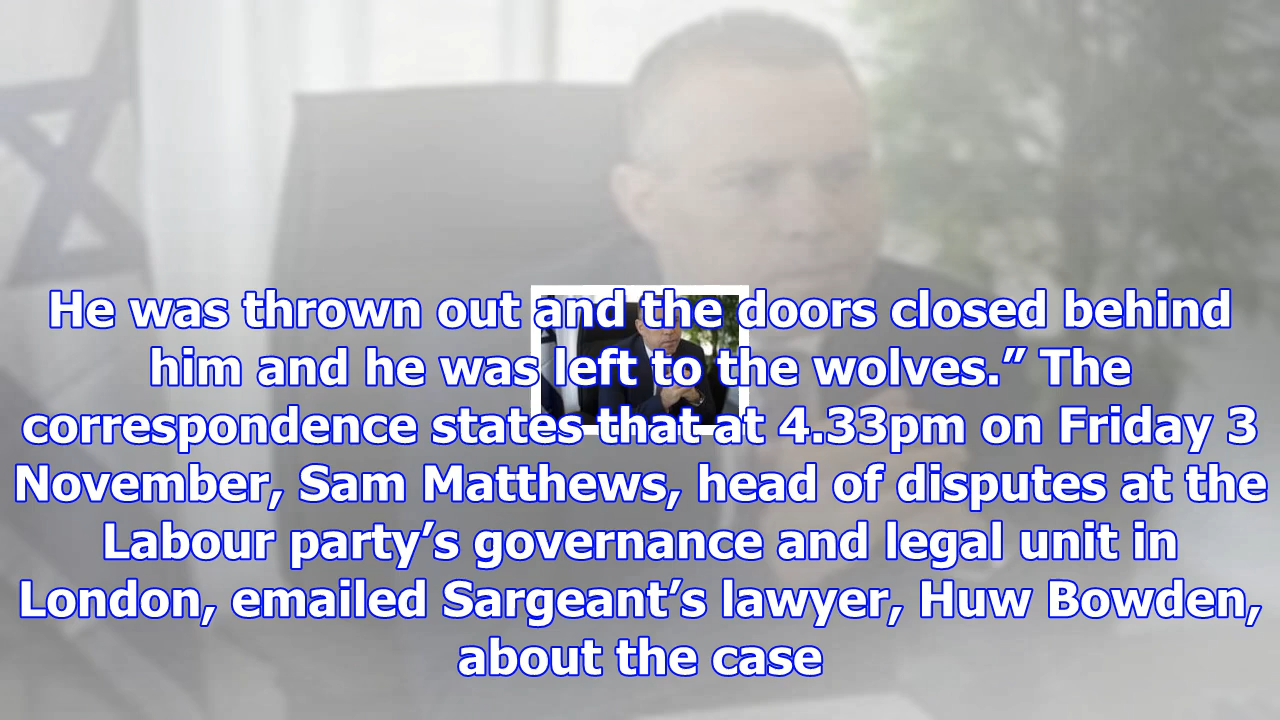 He was thrown out and the doors closed behind
him and he was left to the wolves.” The
correspondence states that at 4.33pm on Friday 3
November, Sam Matthews, head of disputes at the
Labour party’s governance and legal unit in
London, emailed Sargeant’s lawyer, Huw Bowden,
about the case